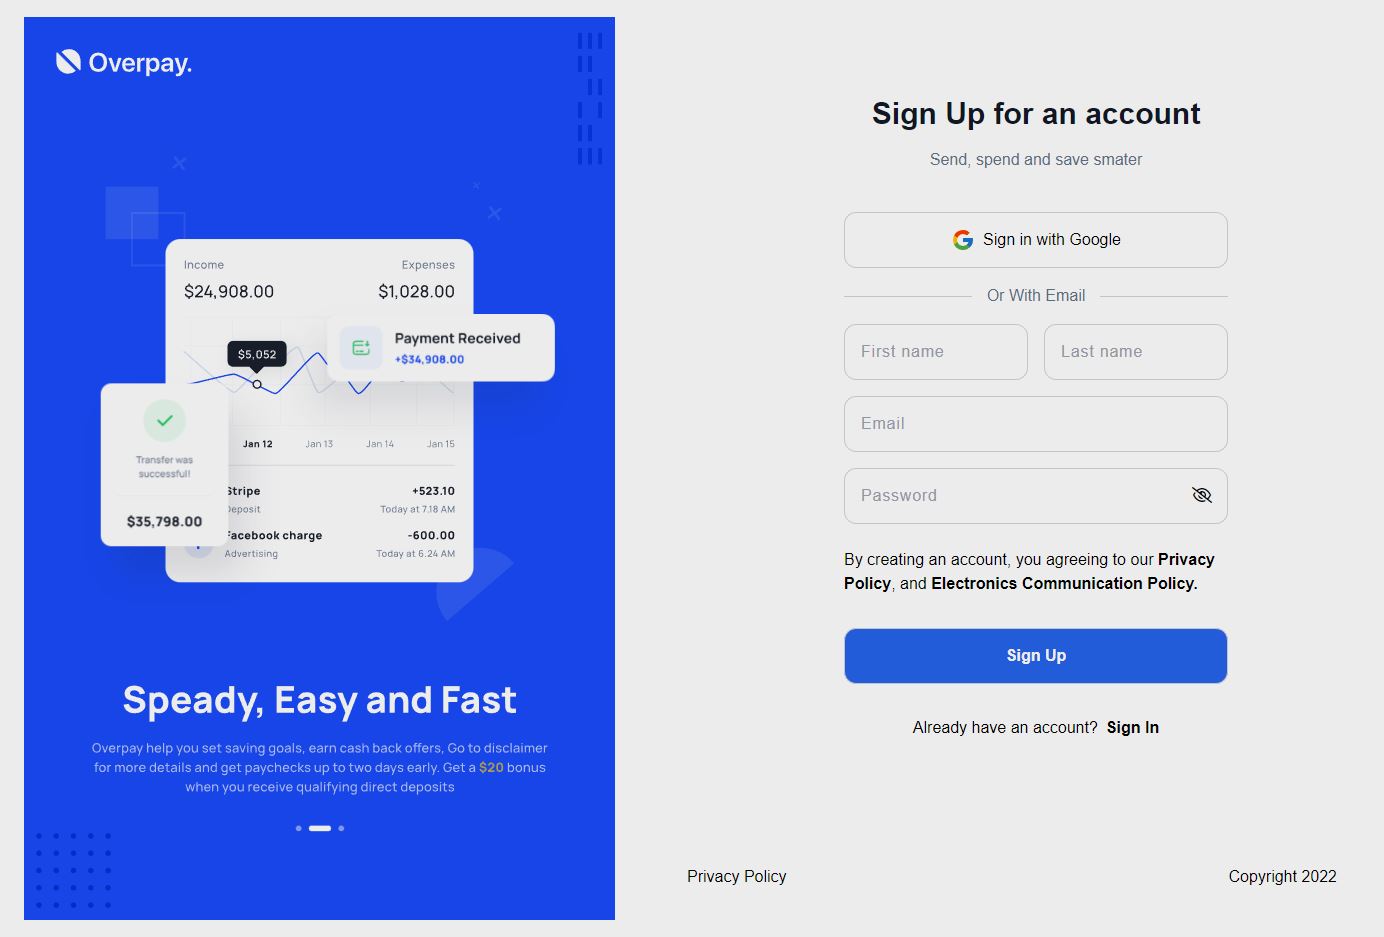 Overpay.
Income
Expenses
$24,908.00
$1,028.00
Payment Received
+$34,908.00
$5,052
Transfer was
successful!
$35,798.00
Jan 12
Jan 13
Jan 14
Jan 15
Stripe
+523.10
Deposit
Today at 7.18 AM
Facebook charge
-600.00
Advertising
Today at 6.24 AM
Speady, Easy and Fast
Overpay help you set saving goals, earn cash back offers, Go to disclaimer
for more details and get paychecks up to two days early. Get a $20 bonus
when you receive qualifying direct deposits
Sign Up for an account
Send, spend and save smater
Sign in with Google
Or With Email
First name
Last name
Email
Password
By creating an account, you agreeing to our Privacy
Policy, and Electronics Communication Policy.
Sign Up
Already have an account? Sign In
Privacy Policy
Copyright 2022